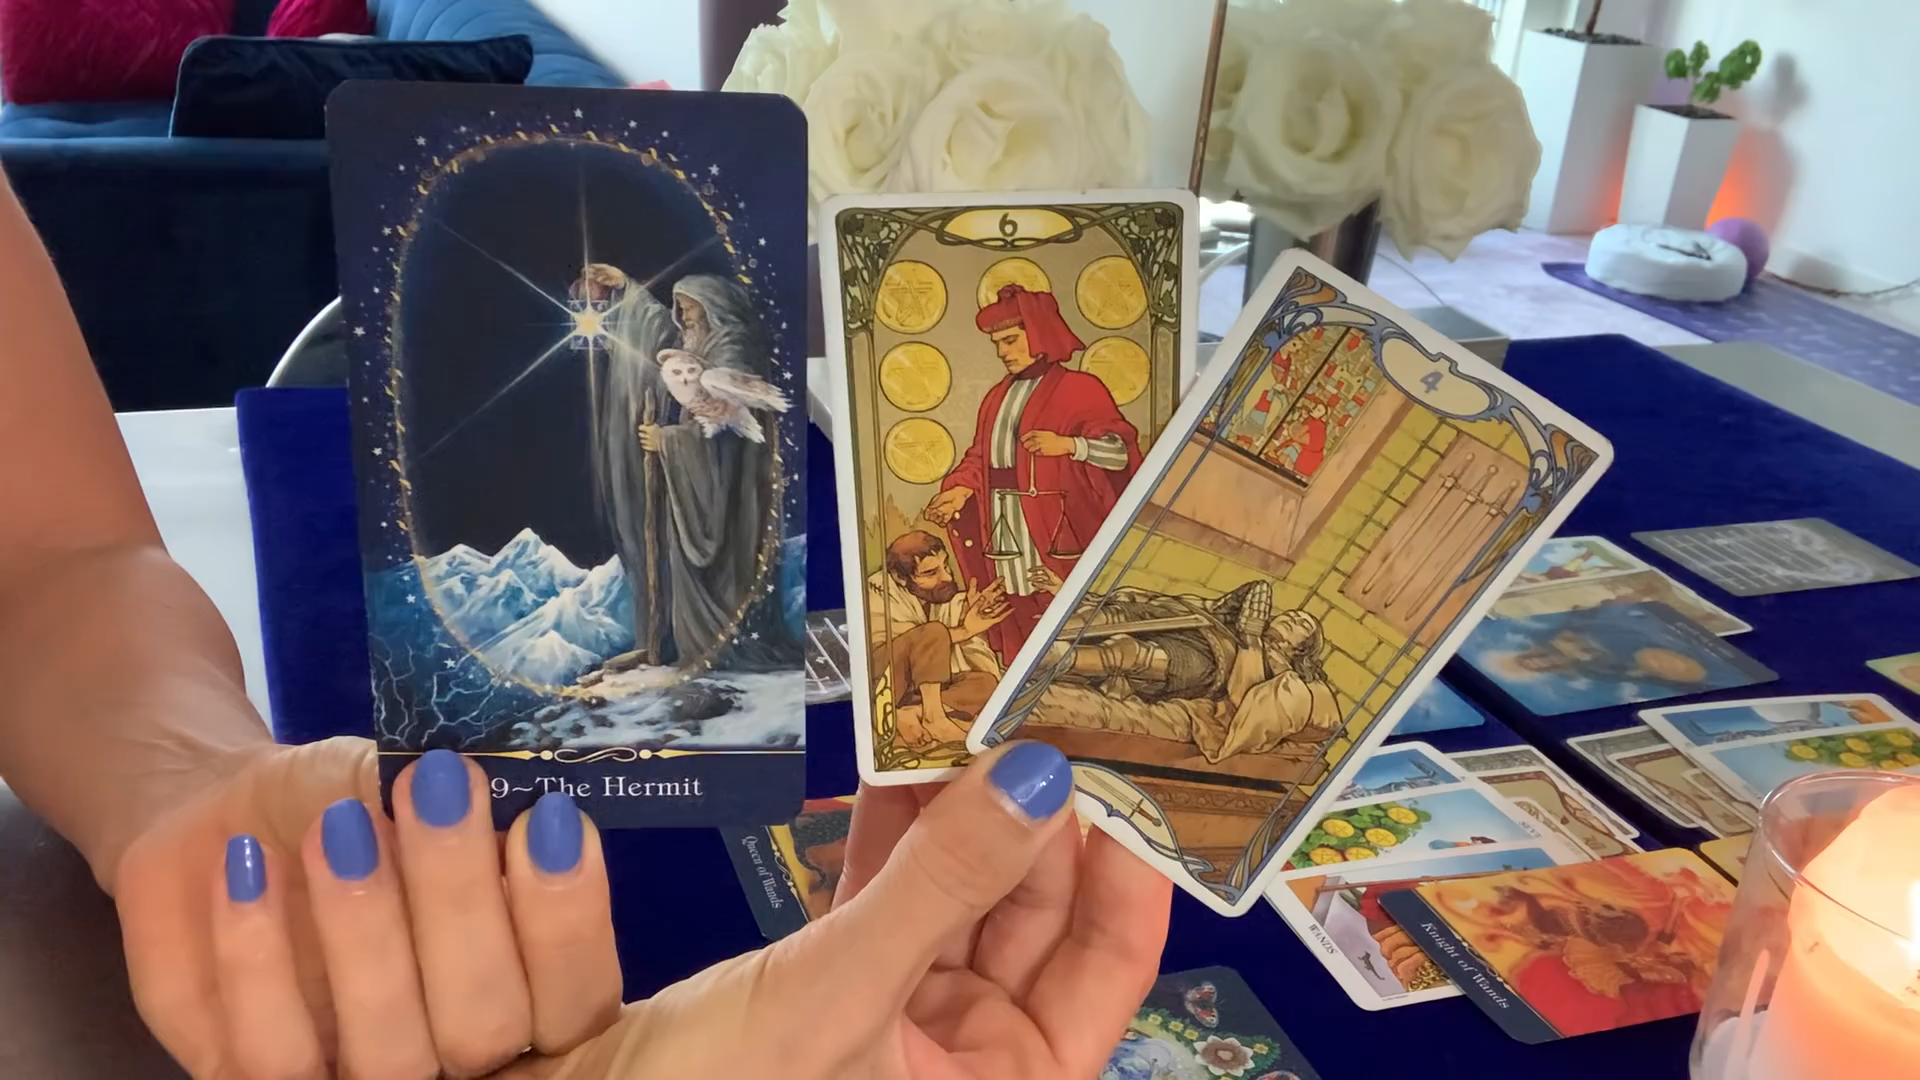 9~The Hermit
6
4
Queen of Wands
WANDS
Knight of Wands